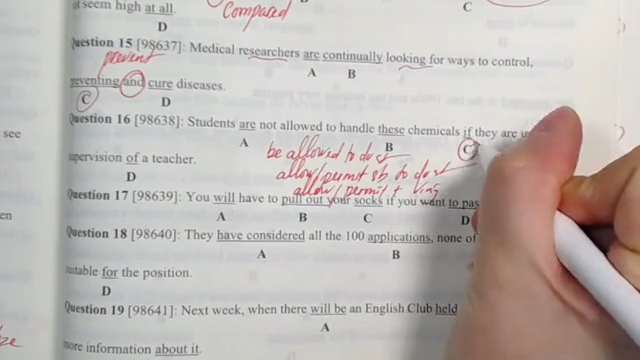 seem high at all.
Compared
C
D
Question 15 [98637]: Medical researchers are continually looking for ways to control,
prevent
A B
preventing and cure diseases.
C D
see
Question 16 [98638]: Students are not allowed to handle these chemicals if they are
A B C
be allowed to do st
supervision of a teacher.
allow/permit sb to do st
D
allow/permit + Ving
Question 17 [98639]: You will have to pull out your socks if you want to pas
A B C D
en
Question 18 [98640]: They have considered all the 100 applications, none of
A B
suitable for the position.
D
Question 19 [98641]: Next week, when there will be an English Club held
A
more information about it.